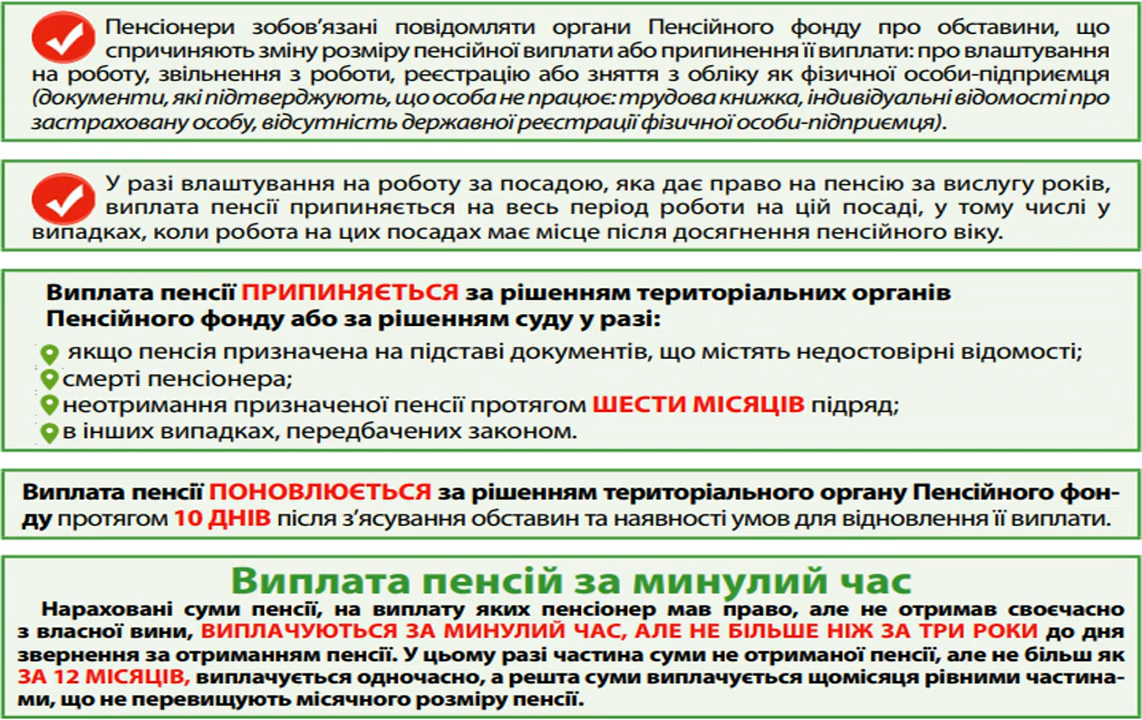 Пенсіонери зобов’язані повідомляти органи Пенсійного фонду про обставини, що
спричиняють зміну розміру пенсійної виплати або припинення її виплати: про влаштування
на роботу, звільнення з роботи, реєстрацію або зняття з обліку як фізичної особи-підприємця
(документи, які підтверджують, що особа не працює: трудова книжка, індивідуальні відомості про
застраховану особу, відсутність державної реєстрації фізичної особи-підприємця).
У разі влаштування на роботу за посадою, яка дає право на пенсію за вислугу років,
виплата пенсії припиняється на весь період роботи на цій посаді, у тому числі у
випадках, коли робота на цих посадах має місце після досягнення пенсійного віку.
Виплата пенсії ПРИПИНЯЄТЬСЯ за рішенням територіальних органів
Пенсійного фонду або за рішенням суду у разі:
якщо пенсія призначена на підставі документів, що містять недостовірні відомості;
смерті пенсіонера;
неотримання призначеної пенсії протягом ШЕСТИ МІСЯЦІВ підряд;
в інших випадках, передбачених законом.
Виплата пенсії ПОНОВЛЮЄТЬСЯ за рішенням територіального органу Пенсійного фон-
ду протягом 10 ДНІВ після з’ясування обставин та наявності умов для відновлення її виплати.
Виплата пенсій за минулий час
Нараховані суми пенсії, на виплату яких пенсіонер мав право, але не отримав своєчасно
з власної вини, ВИПЛАЧУЮТЬСЯ ЗА МИНУЛИЙ ЧАС, АЛЕ НЕ БІЛЬШЕ НІЖ ЗА ТРИ РОКИ до дня
звернення за отриманням пенсії. У цьому разі частина суми не отриманої пенсії, але не більш як
ЗА 12 МІСЯЦІВ, виплачується одночасно, а решта суми виплачується щомісяця рівними частина-
ми, що не перевищують місячного розміру пенсії.